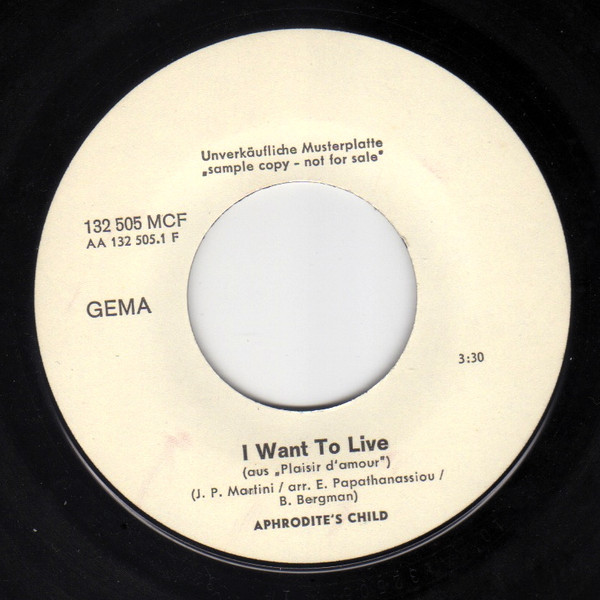 Unverkäufliche Musterplatte
„sample copy - not for sale"
132 505 MCF
AA 132 505.1 F
GEMA
3:30
I Want To Live
(aus „Plaisir d'amour")
(J. P. Martini / arr. E. Papathanassiou /
B. Bergman)
APHRODITE'S CHILD